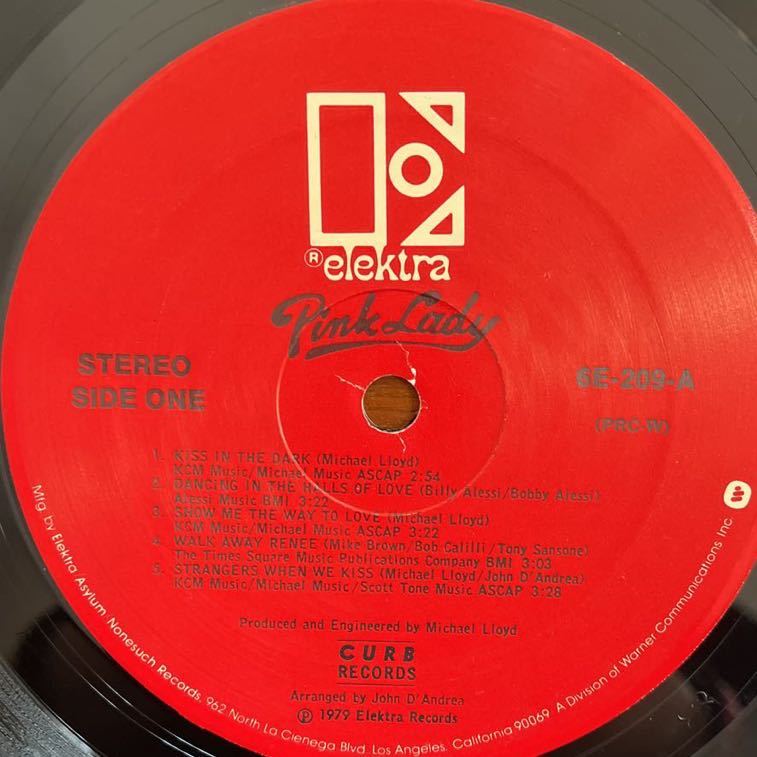 ® elektra
Pink Lady
STEREO
SIDE ONE
6E-209-A
(PRC-W)
1. KISS IN THE DARK (Michael Lloyd)
KCM Music/Michael Music ASCAP 2:54
2. DANCING IN THE HALLS OF LOVE (Billy Alessi/Bobby Alessi)
Alessi Music BMI 3:22
3. SHOW ME THE WAY TO LOVE (Michael Lloyd)
KCM Music/Michael Music ASCAP 3:22
4. WALK AWAY RENEE (Mike Brown/Bob Calilli/Tony Sansone)
The Times Square Music Publications Company BMI 3:03
5. STRANGERS WHEN WE KISS (Michael Lloyd/John D'Andrea)
KCM Music/Michael Music/Scott Tone Music ASCAP 3:28
Produced and Engineered by Michael Lloyd
CURB
RECORDS
Arranged by John D'Andrea
℗ 1979 Elektra Records
Mfg. by Elektra/Asylum/Nonesuch Records, 962 North La Cienega Blvd. Los Angeles, California 90069 A Division of Warner Communications Inc